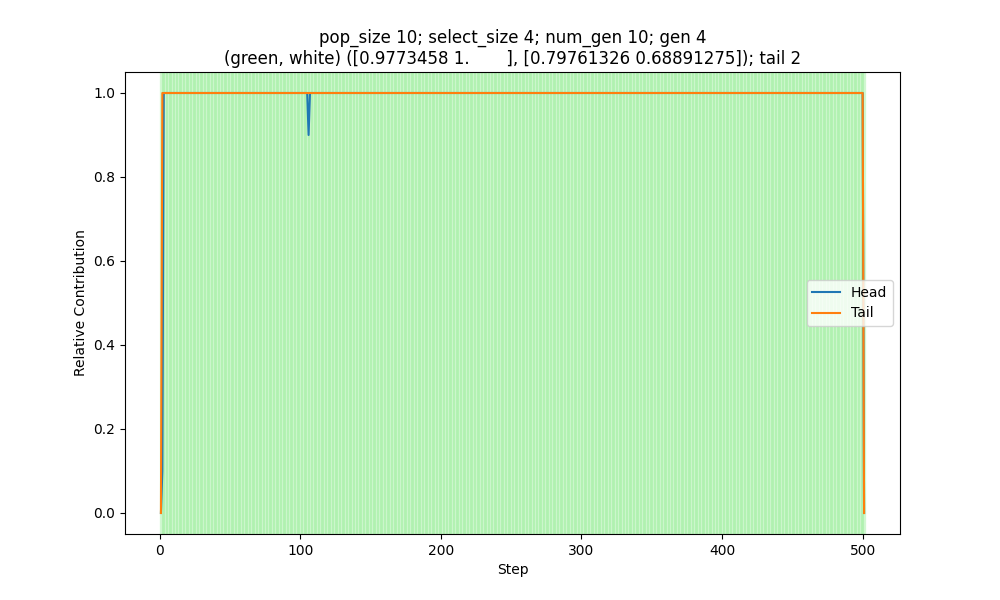 pop_size 10; select_size 4; num_gen 10; gen 4
(green, white) ([0.9773458 1.       ], [0.79761326 0.68891275]); tail 2
1.0
0.8
0.6
0.4
0.2
0.0
Relative Contribution
Head
Tail
0 100 200 300 400 500
Step